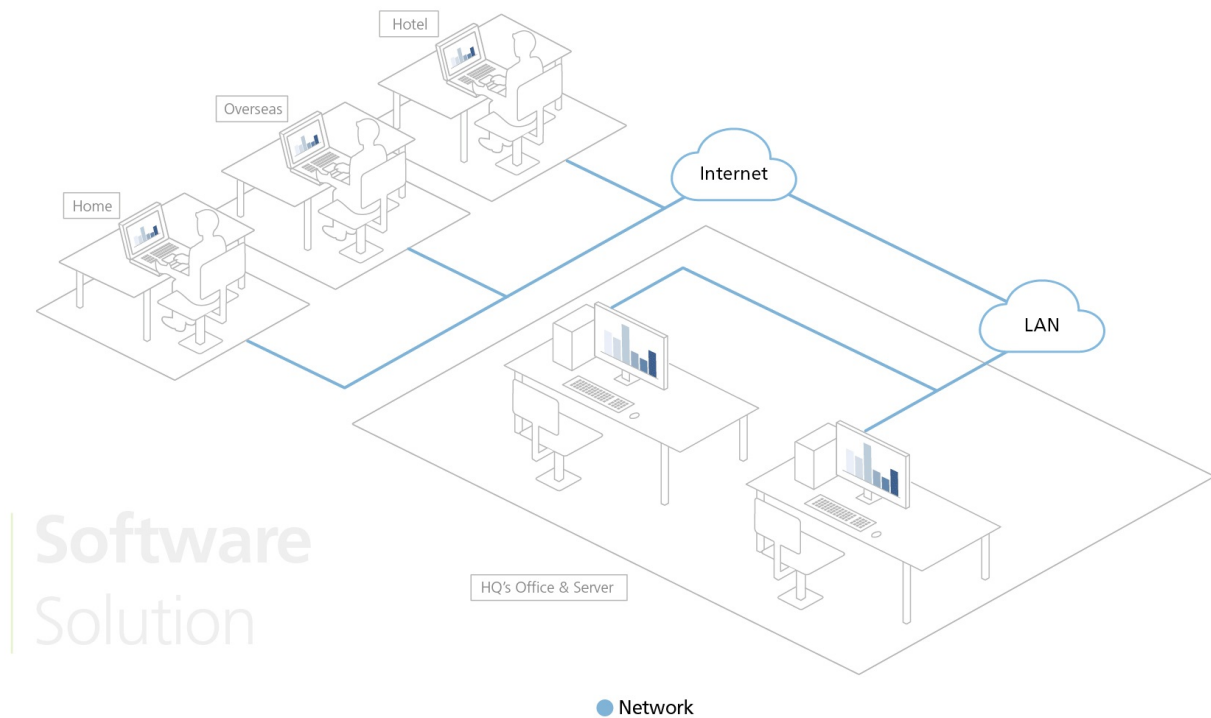 Hotel
Overseas
Home
Internet
LAN
HQ's Office & Server
Software
Solution
Network